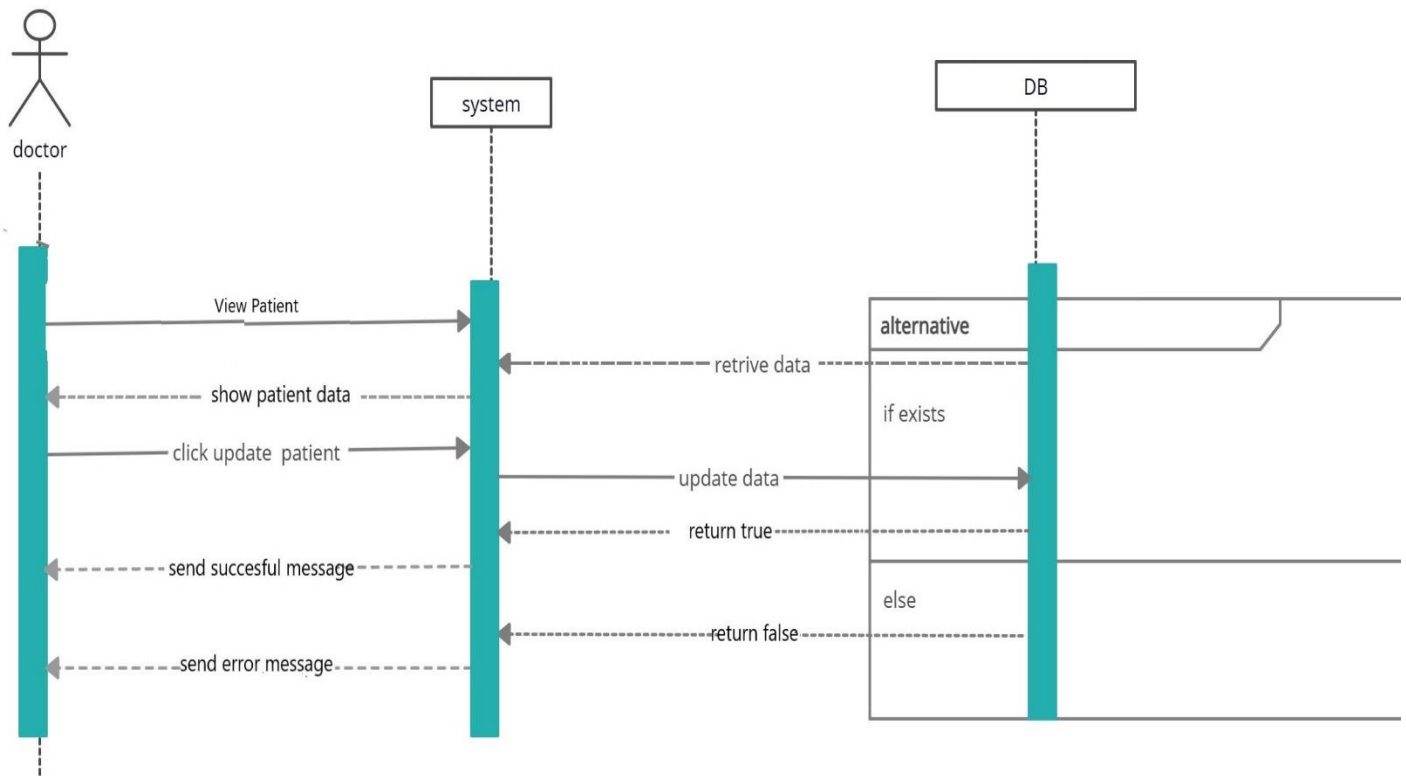 system
DB
doctor
View Patient
alternative
retrive data
show patient data
if exists
click update patient
update data
return true
send succesful message
else
return false
send error message